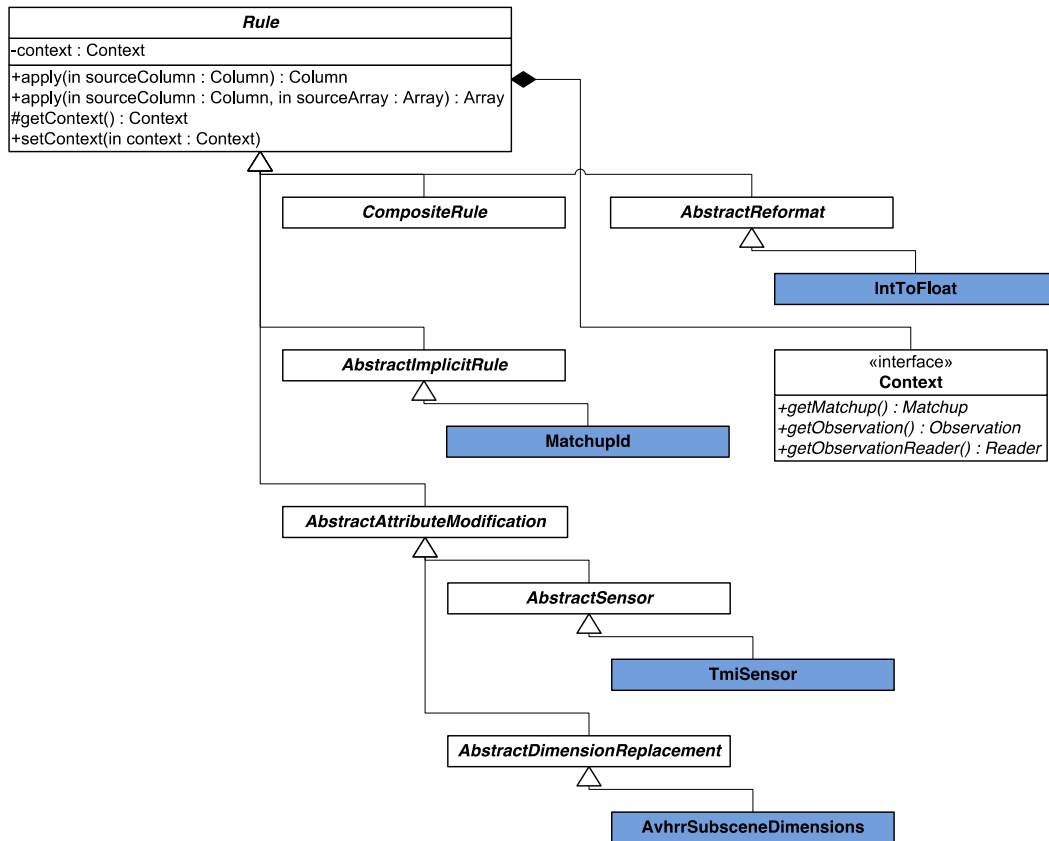 Rule
-context : Context
+apply(in sourceColumn : Column) : Column
+apply(in sourceColumn : Column, in sourceArray : Array) : Array
#getContext() : Context
+setContext(in context : Context)
CompositeRule
AbstractReformat
IntToFloat
AbstractImplicitRule
MatchupId
«interface»
Context
+getMatchup() : Matchup
+getObservation() : Observation
+getObservationReader() : Reader
AbstractAttributeModification
AbstractSensor
TmiSensor
AbstractDimensionReplacement
AvhrrSubsceneDimensions